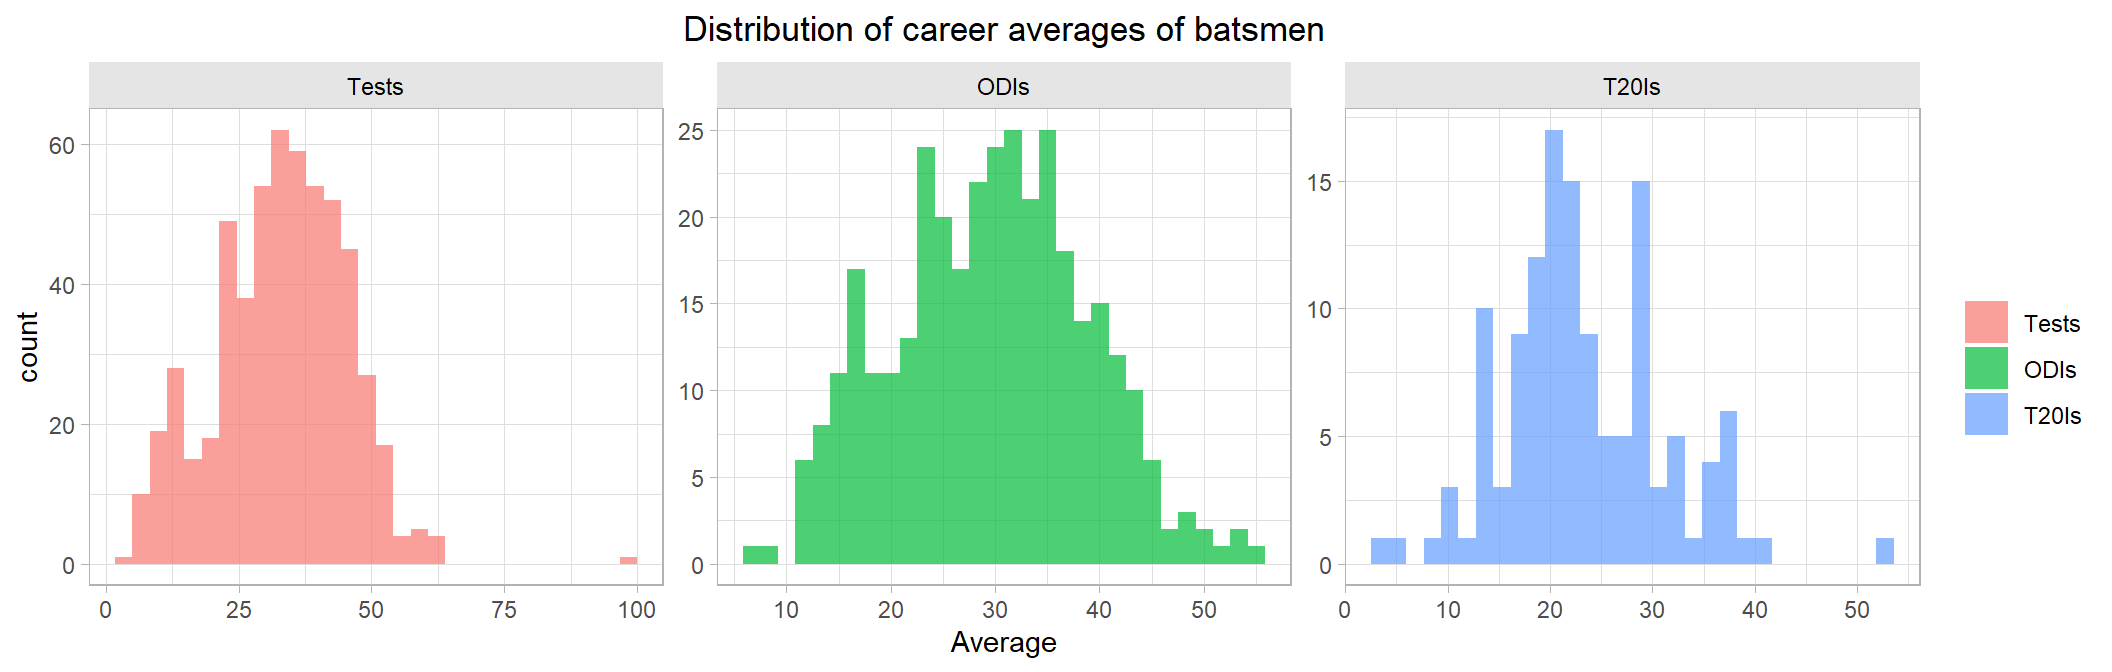 Distribution of career averages of batsmen
Tests
ODIs
T20Is
count
60
40
20
0
0 25 50 75 100
25
20
15
10
5
0
10 20 30 40 50
15
10
5
0
0 10 20 30 40 50
Average
Tests
ODIs
T20Is